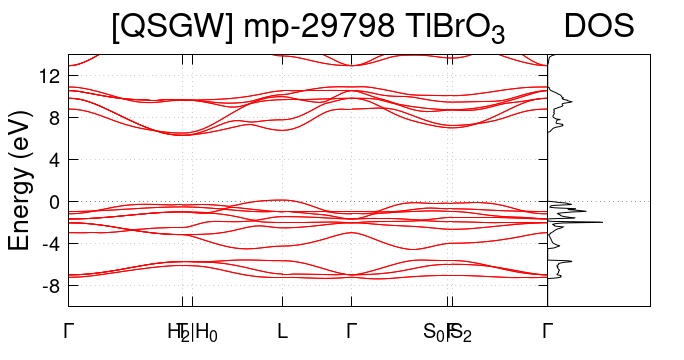 [QSGW] mp-29798 TlBrO3 DOS
Energy (eV)
12
8
4
0
-4
-8
Γ H2|H0 L Γ S0 S2 Γ